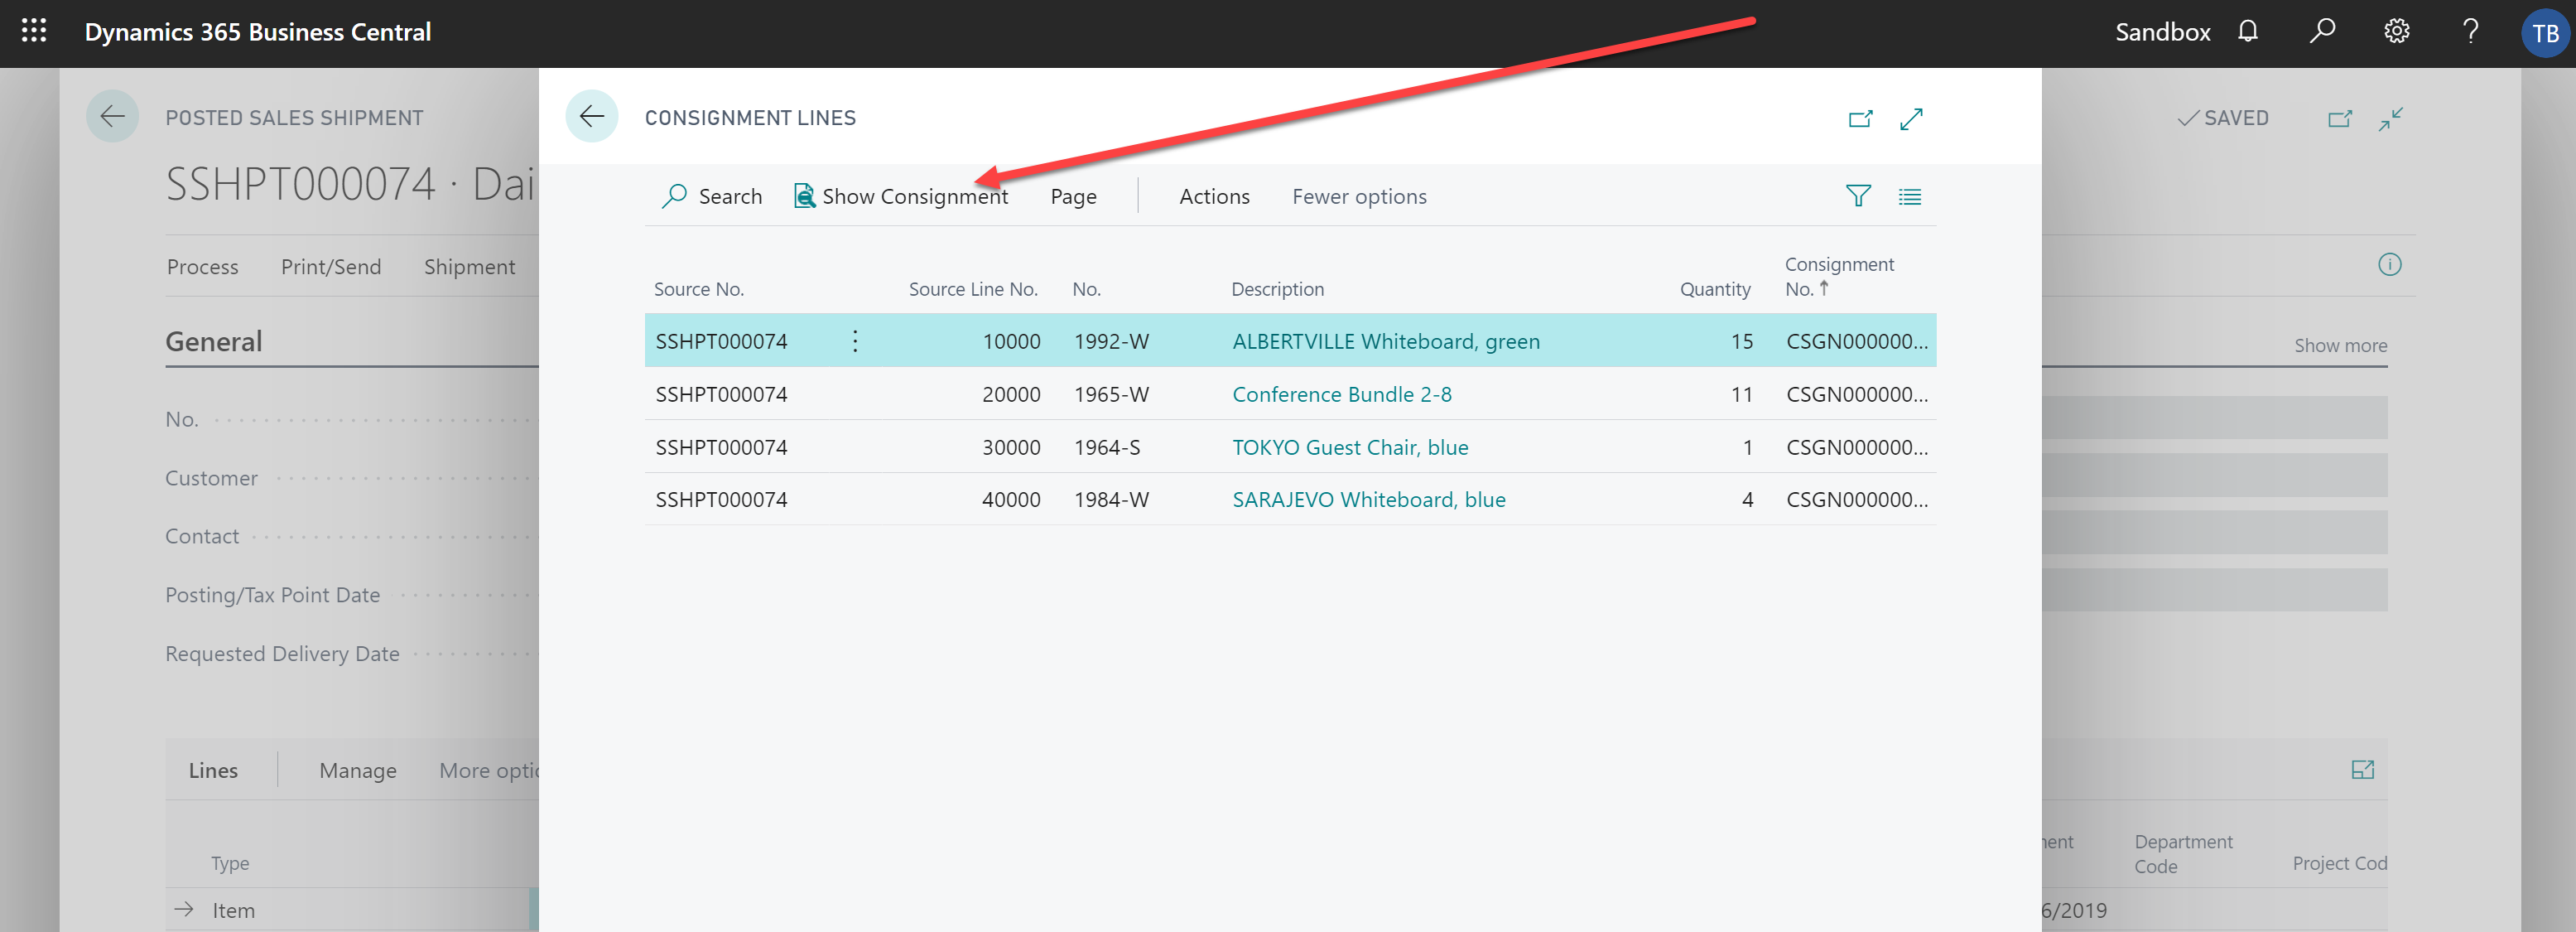 Dynamics 365 Business Central
Sandbox
?
TB
POSTED SALES SHIPMENT
CONSIGNMENT LINES
SAVED
SSHPT000074 · Dai
Search
Show Consignment
Page
Actions
Fewer options
Process
Print/Send
Shipment
Source No.
Source Line No.
No.
Description
Quantity
Consignment
No. ↑
SSHPT000074 10000 1992-W ALBERTVILLE Whiteboard, green 15 CSGN000000...
SSHPT000074 20000 1965-W Conference Bundle 2-8 11 CSGN000000...
SSHPT000074 30000 1964-S TOKYO Guest Chair, blue 1 CSGN000000...
SSHPT000074 40000 1984-W SARAJEVO Whiteboard, blue 4 CSGN000000...
General
Show more
No.
Customer
Contact
Posting/Tax Point Date
Requested Delivery Date
Lines
Manage
More optio
Type
ment
Department
Code
Project Cod
Item
6/2019